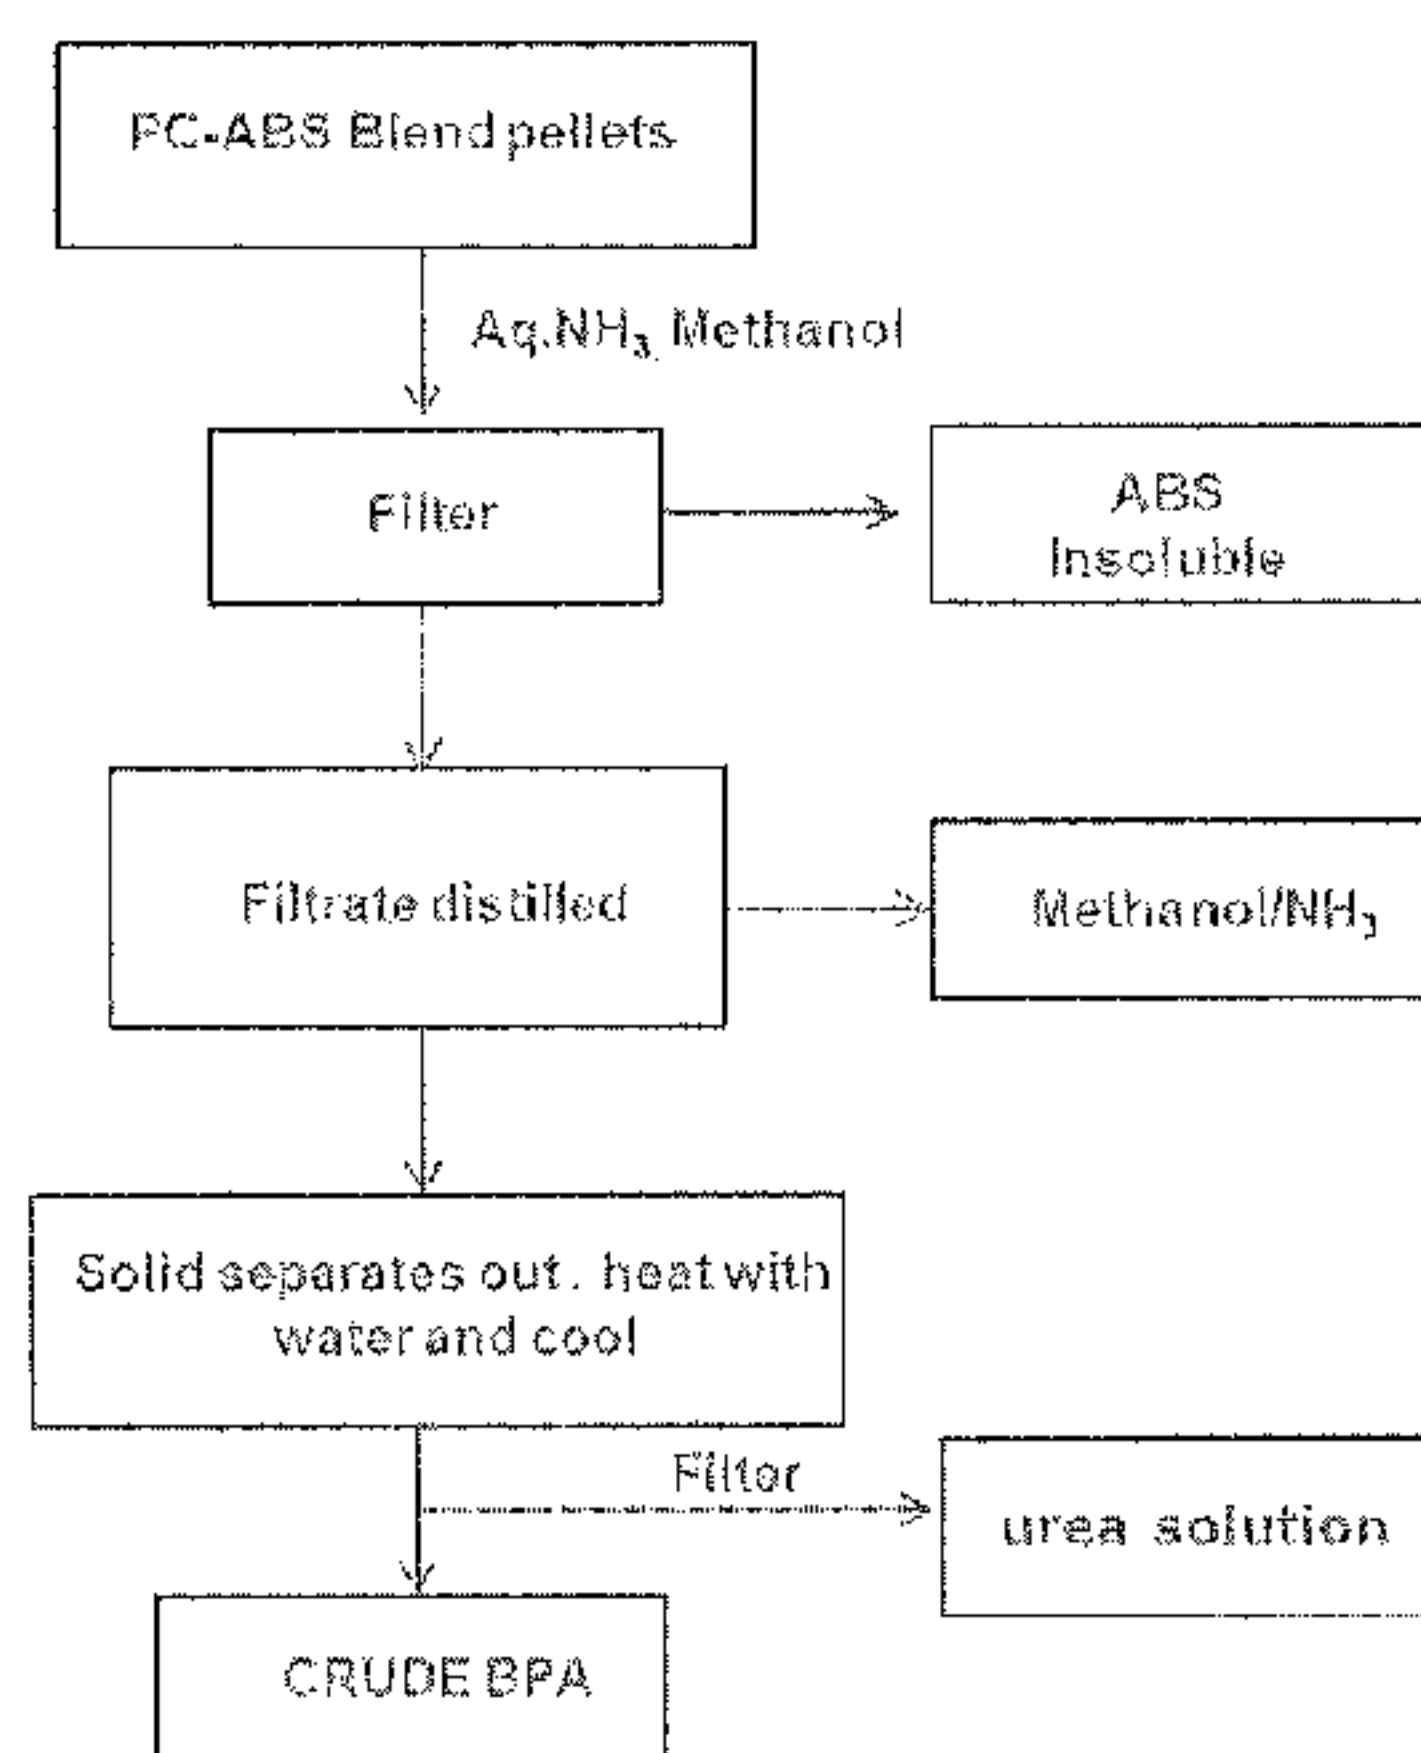 PC-ABS Blend pellets
Aq.NH3, Methanol
Filter
ABS
Insoluble
Filtrate distilled
Methanol/NH3
Solid separates out. heat with
water and cool
Filter
urea solution
CRUDE BPA